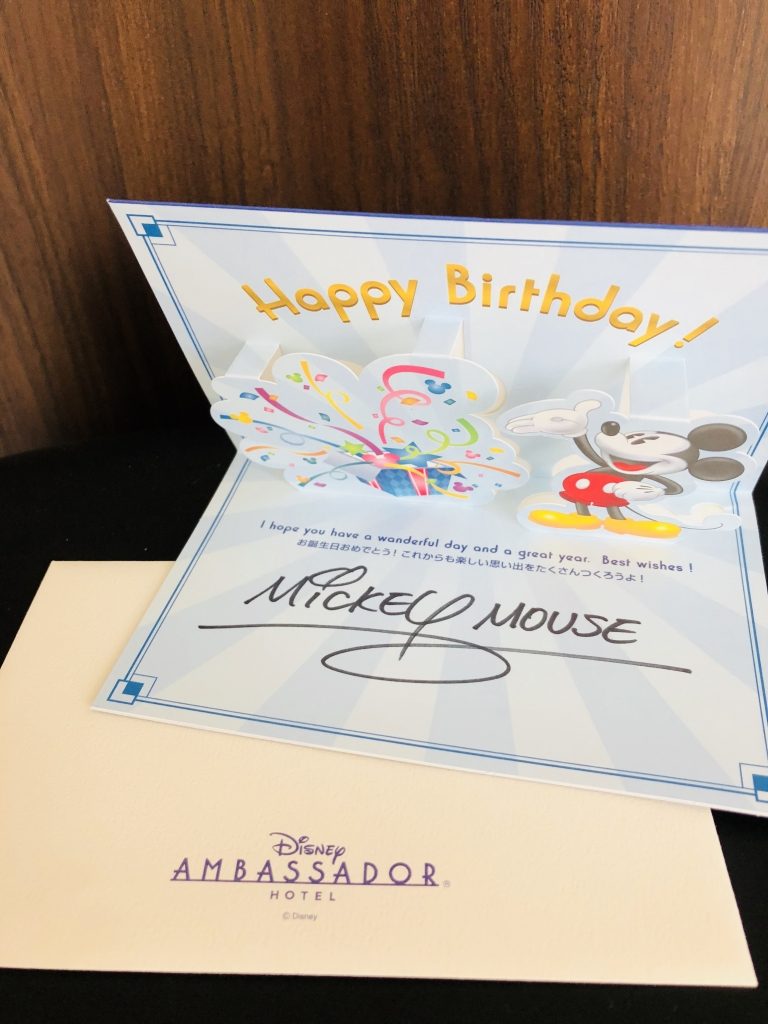 Happy Birthday!
I hope you have a wanderful day and a great year. Best wishes!
お誕生日おめでとう！これからも楽しい思い出をたくさんつくろうよ！
MICKEY MOUSE
Disney
AMBASSADOR®
HOTEL
©Disney